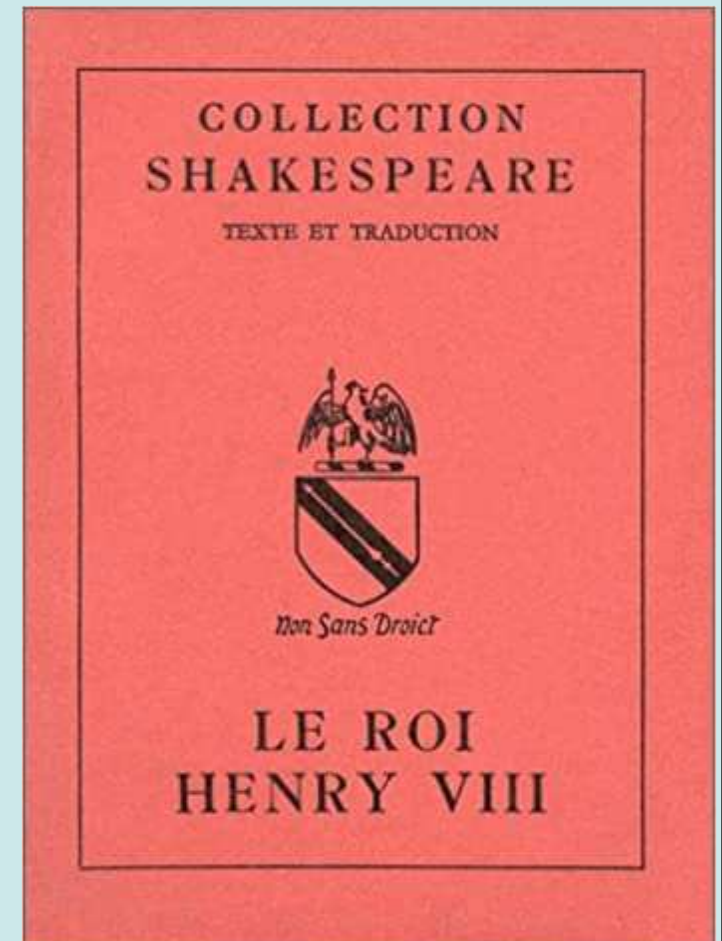 COLLECTION
SHAKESPEARE
TEXTE ET TRADUCTION
Non Sans Droict
LE ROI
HENRY VIII